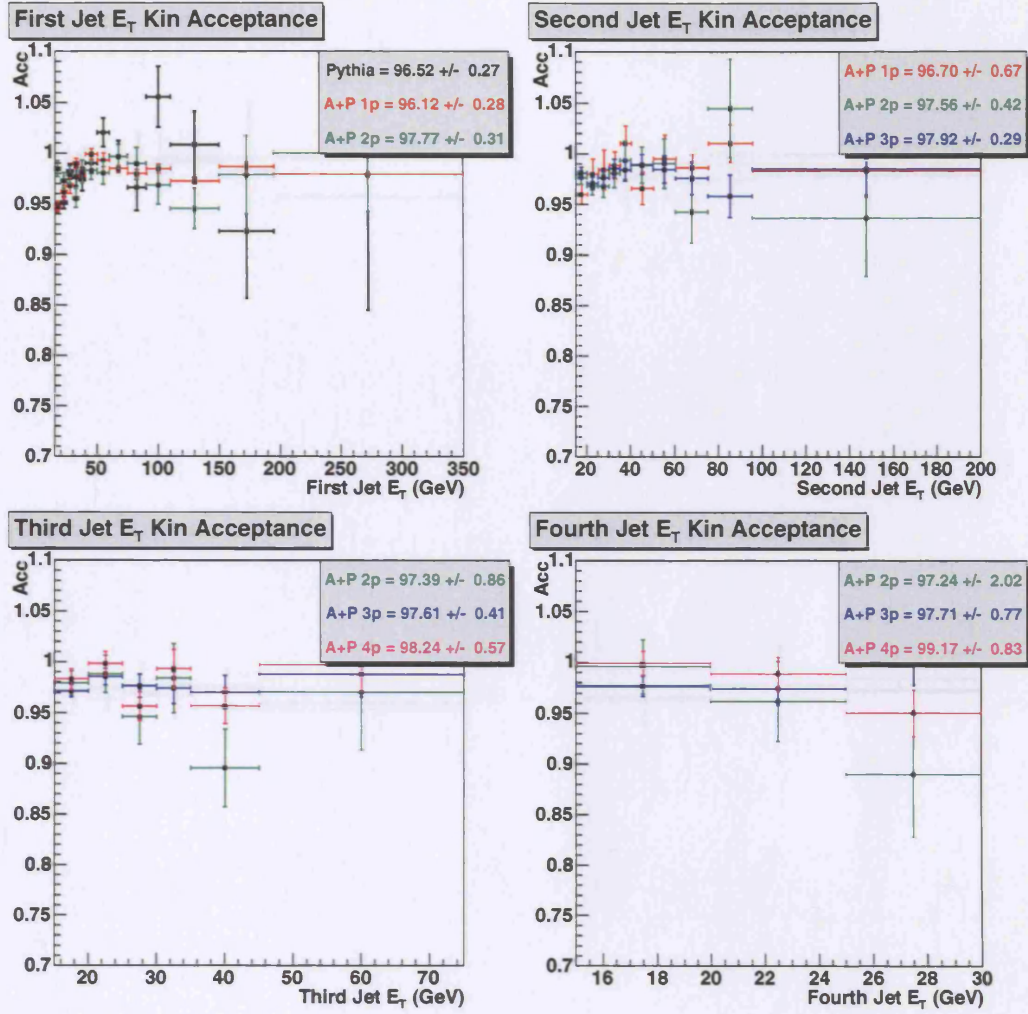 First Jet E_T Kin Acceptance
Acc
1.1
1.05
1
0.95
0.9
0.85
0.8
0.75
0.7
Pythia = 96.52 +/- 0.27
A+P 1p = 96.12 +/- 0.28
A+P 2p = 97.77 +/- 0.31
50 100 150 200 250 300 350
First Jet E_T (GeV)
Second Jet E_T Kin Acceptance
Acc
1.1
1.05
1
0.95
0.9
0.85
0.8
0.75
0.7
A+P 1p = 96.70 +/- 0.67
A+P 2p = 97.56 +/- 0.42
A+P 3p = 97.92 +/- 0.29
20 40 60 80 100 120 140 160 180 200
Second Jet E_T (GeV)
Third Jet E_T Kin Acceptance
Acc
1.1
1.05
1
0.95
0.9
0.85
0.8
0.75
0.7
A+P 2p = 97.39 +/- 0.86
A+P 3p = 97.61 +/- 0.41
A+P 4p = 98.24 +/- 0.57
20 30 40 50 60 70
Third Jet E_T (GeV)
Fourth Jet E_T Kin Acceptance
Acc
1.1
1.05
1
0.95
0.9
0.85
0.8
0.75
0.7
A+P 2p = 97.24 +/- 2.02
A+P 3p = 97.71 +/- 0.77
A+P 4p = 99.17 +/- 0.83
16 18 20 22 24 26 28 30
Fourth Jet E_T (GeV)